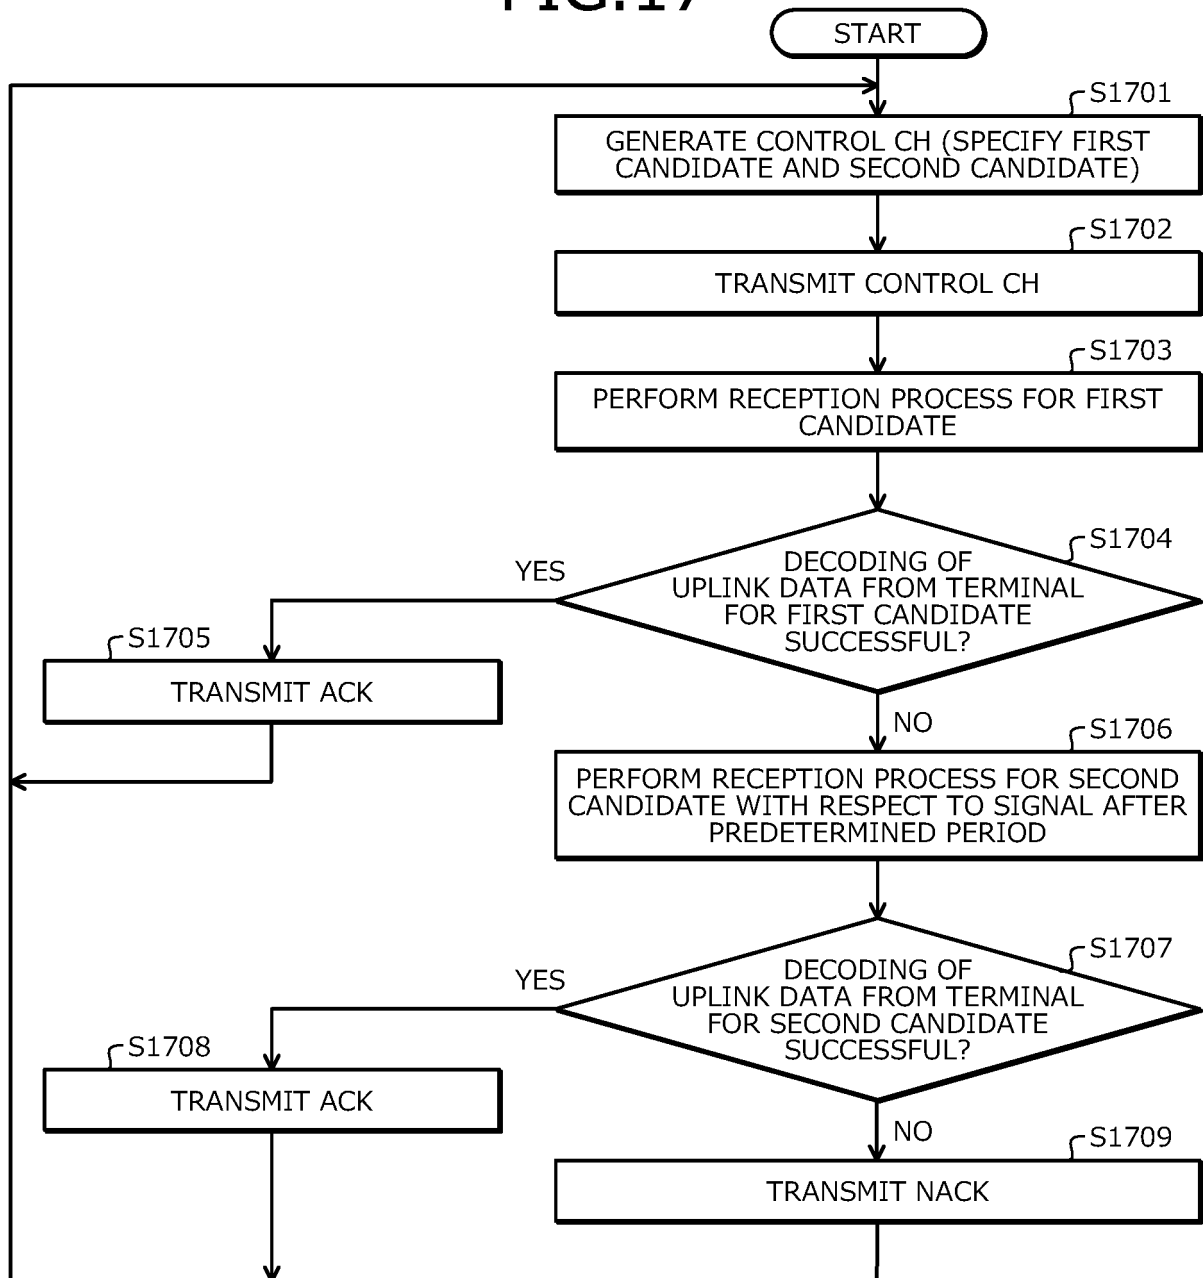 FIG.17
START
S1701
GENERATE CONTROL CH (SPECIFY FIRST
CANDIDATE AND SECOND CANDIDATE)
S1702
TRANSMIT CONTROL CH
S1703
PERFORM RECEPTION PROCESS FOR FIRST
CANDIDATE
S1704
DECODING OF
UPLINK DATA FROM TERMINAL
FOR FIRST CANDIDATE
SUCCESSFUL?
YES
S1705
TRANSMIT ACK
NO
S1706
PERFORM RECEPTION PROCESS FOR SECOND
CANDIDATE WITH RESPECT TO SIGNAL AFTER
PREDETERMINED PERIOD
S1707
DECODING OF
UPLINK DATA FROM TERMINAL
FOR SECOND CANDIDATE
SUCCESSFUL?
YES
S1708
TRANSMIT ACK
NO
S1709
TRANSMIT NACK